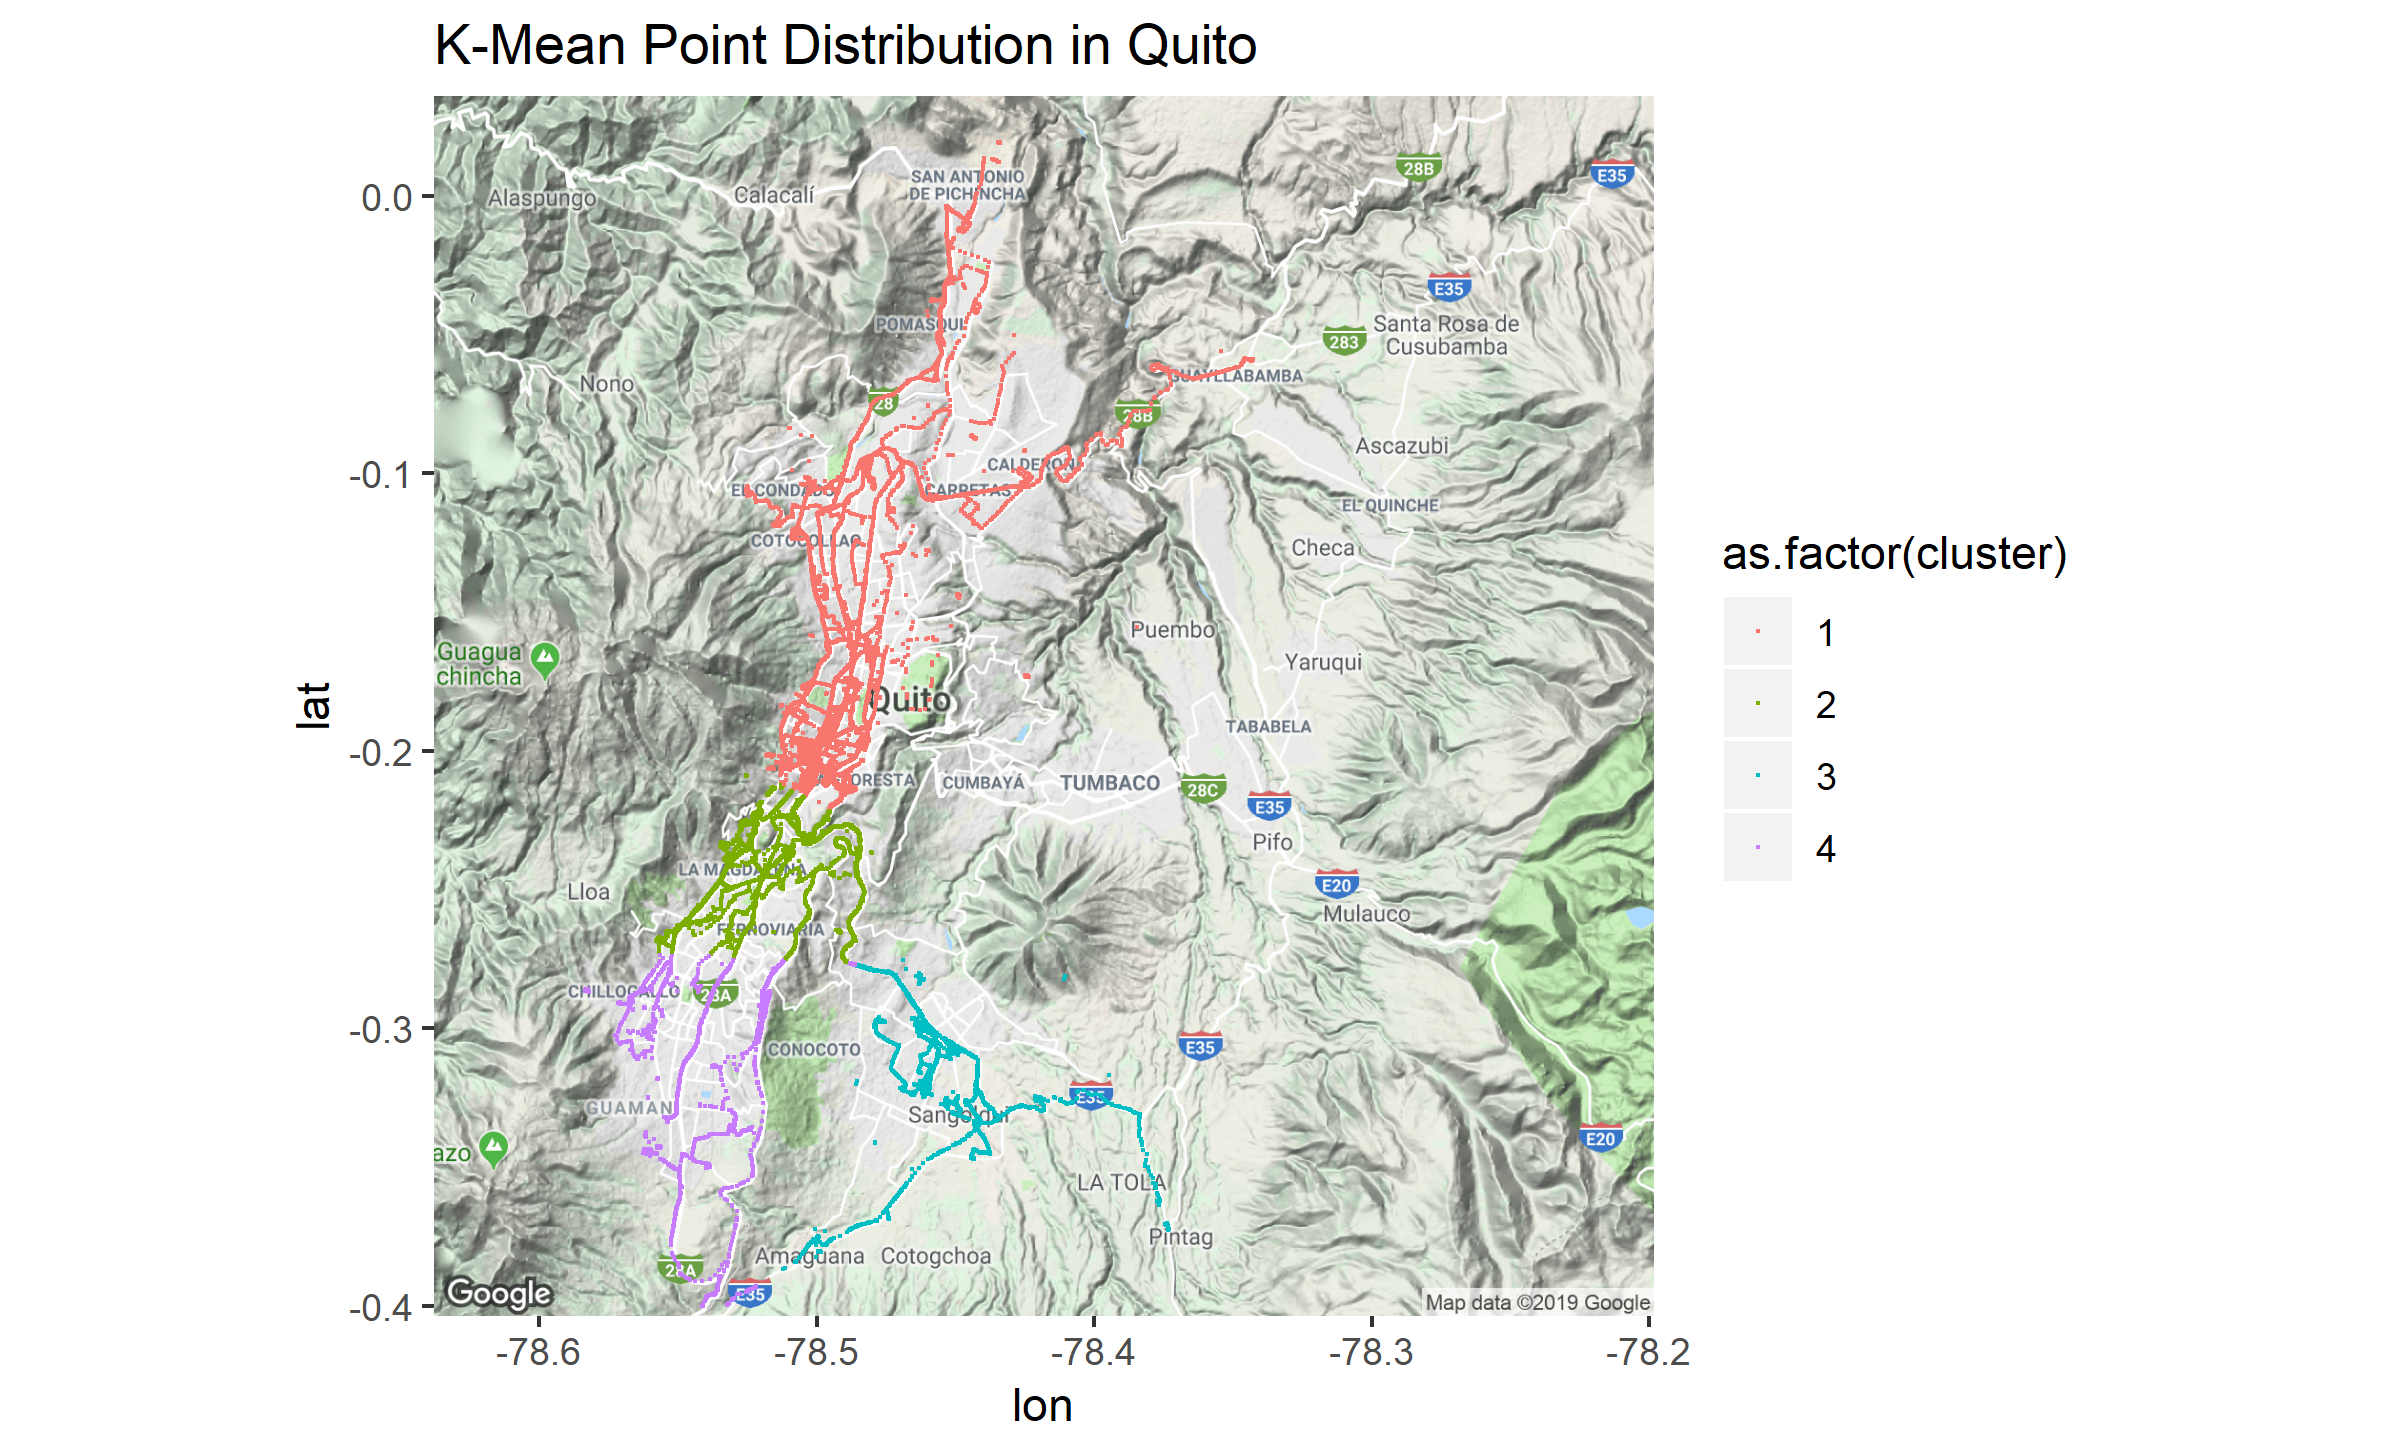 K-Mean Point Distribution in Quito
SAN ANTONIO
DE PICHINCHA
Alaspungo
Calacalí
28B
E35
0.0
E35
POMASQUI
283
Santa Rosa de
Cusubamba
Nono
GUAYLLABAMBA
28
28B
Ascazubi
-0.1
CALDERON
EL CONDADO
CARRETAS
EL QUINCHE
COTOCOLLAO
Checa
as.factor(cluster)
1
2
3
4
Puembo
Guagua
chincha
Yaruqui
lat
Quito
TABABELA
-0.2
ORESTA
CUMBAYÁ
TUMBACO
28C
E35
Pifo
LA MAGDALENA
E20
Lloa
Mulauco
FERROVIARIA
CHILLOGALLO
28A
-0.3
CONOCOTO
E35
E35
GUAMANI
Sangolqui
E20
azo
LA TOLA
Pintag
Amaguana
Cotogchoa
28A
E35
Google
Map data ©2019 Google
-0.4
-78.6
-78.5
-78.4
-78.3
-78.2
lon